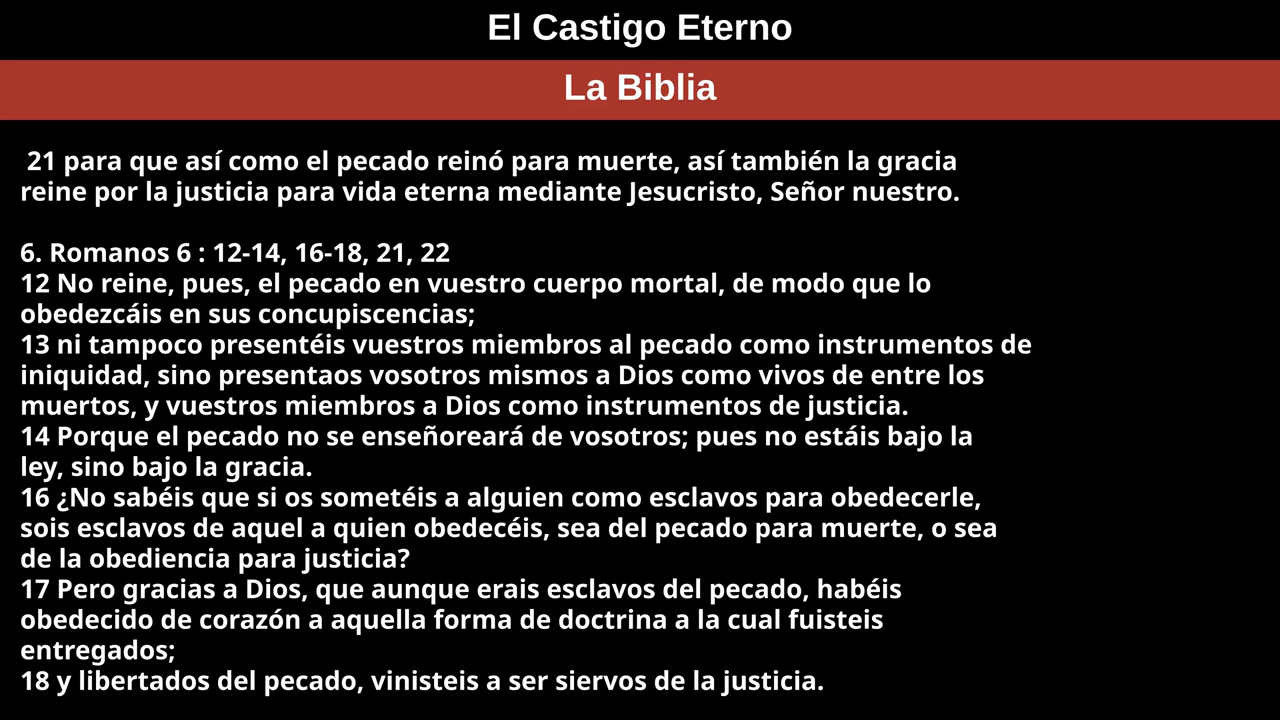 El Castigo Eterno
La Biblia
21 para que así como el pecado reinó para muerte, así también la gracia
reine por la justicia para vida eterna mediante Jesucristo, Señor nuestro.
6. Romanos 6 : 12-14, 16-18, 21, 22
12 No reine, pues, el pecado en vuestro cuerpo mortal, de modo que lo
obedezcáis en sus concupiscencias;
13 ni tampoco presentéis vuestros miembros al pecado como instrumentos de
iniquidad, sino presentaos vosotros mismos a Dios como vivos de entre los
muertos, y vuestros miembros a Dios como instrumentos de justicia.
14 Porque el pecado no se enseñoreará de vosotros; pues no estáis bajo la
ley, sino bajo la gracia.
16 ¿No sabéis que si os sometéis a alguien como esclavos para obedecerle,
sois esclavos de aquel a quien obedecéis, sea del pecado para muerte, o sea
de la obediencia para justicia?
17 Pero gracias a Dios, que aunque erais esclavos del pecado, habéis
obedecido de corazón a aquella forma de doctrina a la cual fuisteis
entregados;
18 y libertados del pecado, vinisteis a ser siervos de la justicia.